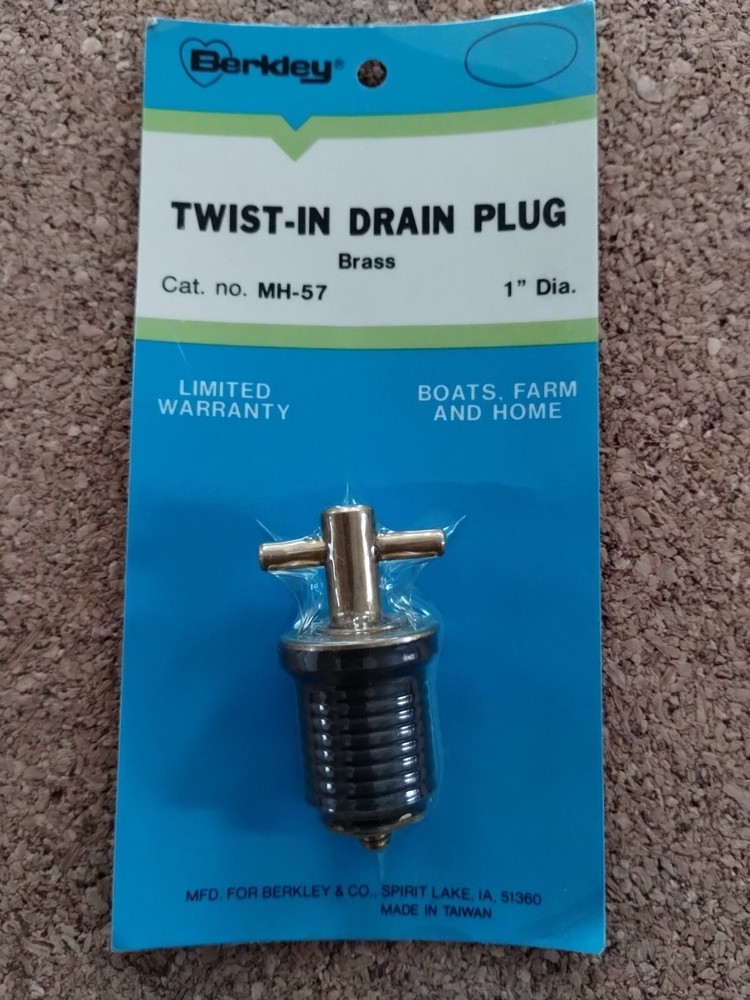 Berkley®
TWIST-IN DRAIN PLUG
Brass
Cat. no. MH-57 1" Dia.
LIMITED
WARRANTY
BOATS, FARM
AND HOME
MFD. FOR BERKLEY & CO., SPIRIT LAKE, IA. 51360
MADE IN TAIWAN